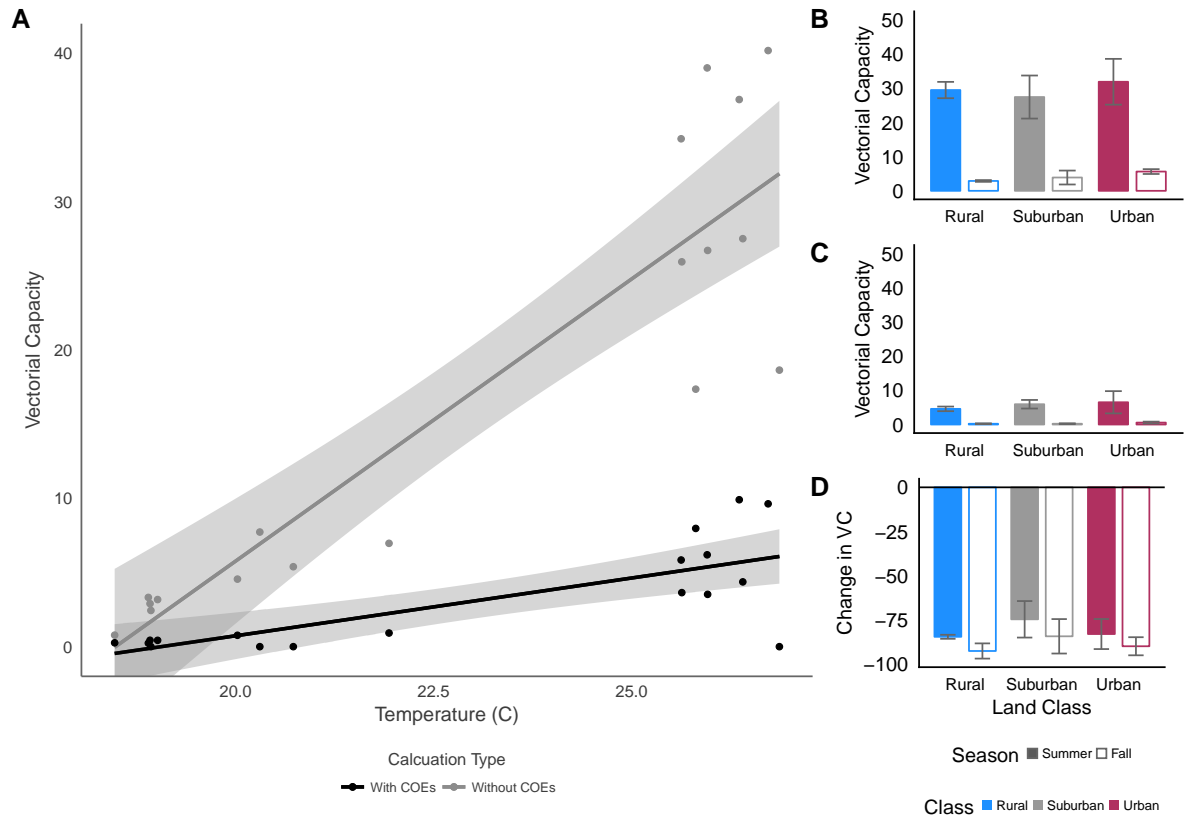 A
Vectorial Capacity
40
30
20
10
0
20.0
22.5
25.0
Temperature (C)
Calcuation Type
With COEs
Without COEs
B
Vectorial Capacity
50
40
30
20
10
0
Rural
Suburban
Urban
C
Vectorial Capacity
50
40
30
20
10
0
Rural
Suburban
Urban
D
Change in VC
0
−25
−50
−75
−100
Rural
Suburban
Urban
Land Class
Season Summer Fall
Class Rural Suburban Urban